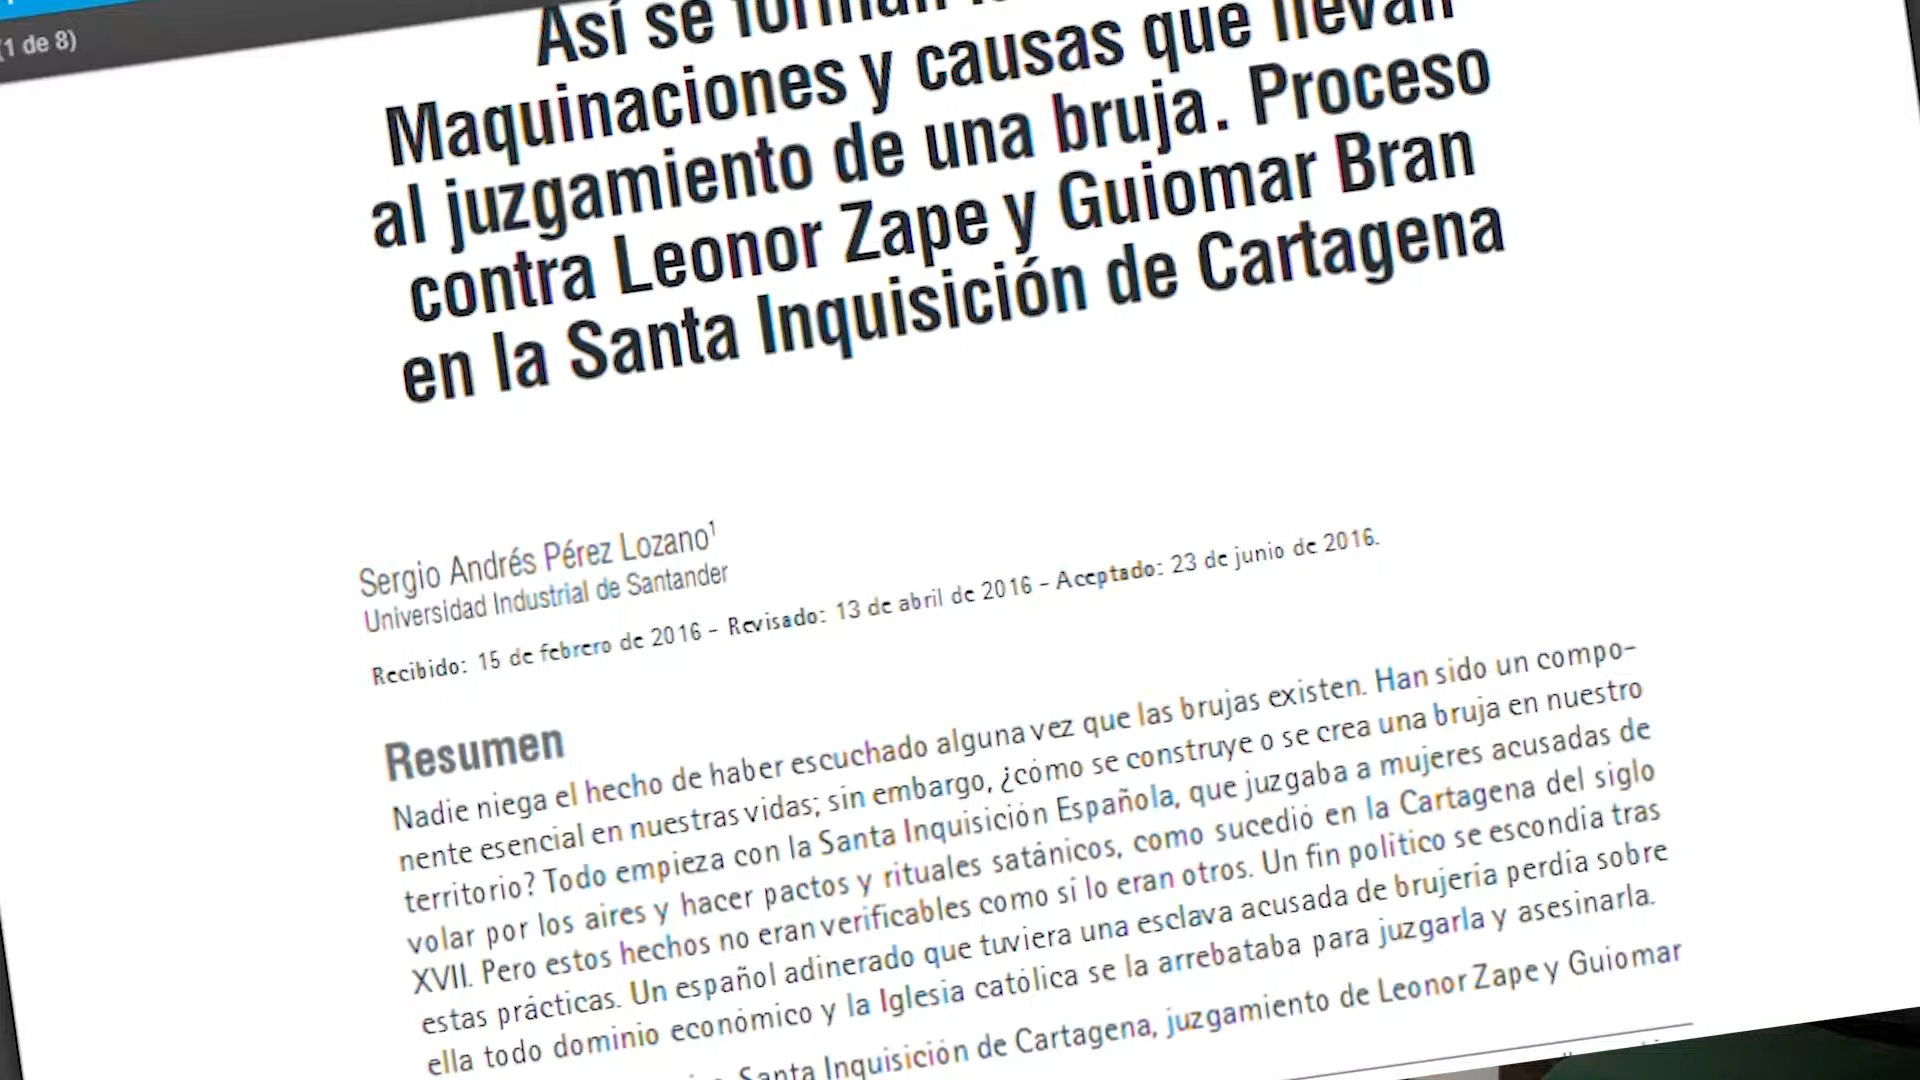 (1 de 8)
Así se forman
Maquinaciones y causas que llevan
al juzgamiento de una bruja. Proceso
contra Leonor Zape y Guiomar Bran
en la Santa Inquisición de Cartagena
Sergio Andrés Pérez Lozano¹
Universidad Industrial de Santander
Recibido: 15 de febrero de 2016 - Revisado: 13 de abril de 2016 - Aceptado: 23 de junio de 2016.
Resumen
Nadie niega el hecho de haber escuchado alguna vez que las brujas existen. Han sido un compo-
nente esencial en nuestras vidas; sin embargo, ¿cómo se construye o se crea una bruja en nuestro
territorio? Todo empieza con la Santa Inquisición Española, que juzgaba a mujeres acusadas de
volar por los aires y hacer pactos y rituales satánicos, como sucedió en la Cartagena del siglo
XVII. Pero estos hechos no eran verificables como sí lo eran otros. Un fin político se escondía tras
estas prácticas. Un español adinerado que tuviera una esclava acusada de brujería perdía sobre
ella todo dominio económico y la Iglesia católica se la arrebataba para juzgarla y asesinarla.
Santa Inquisición de Cartagena, juzgamiento de Leonor Zape y Guiomar